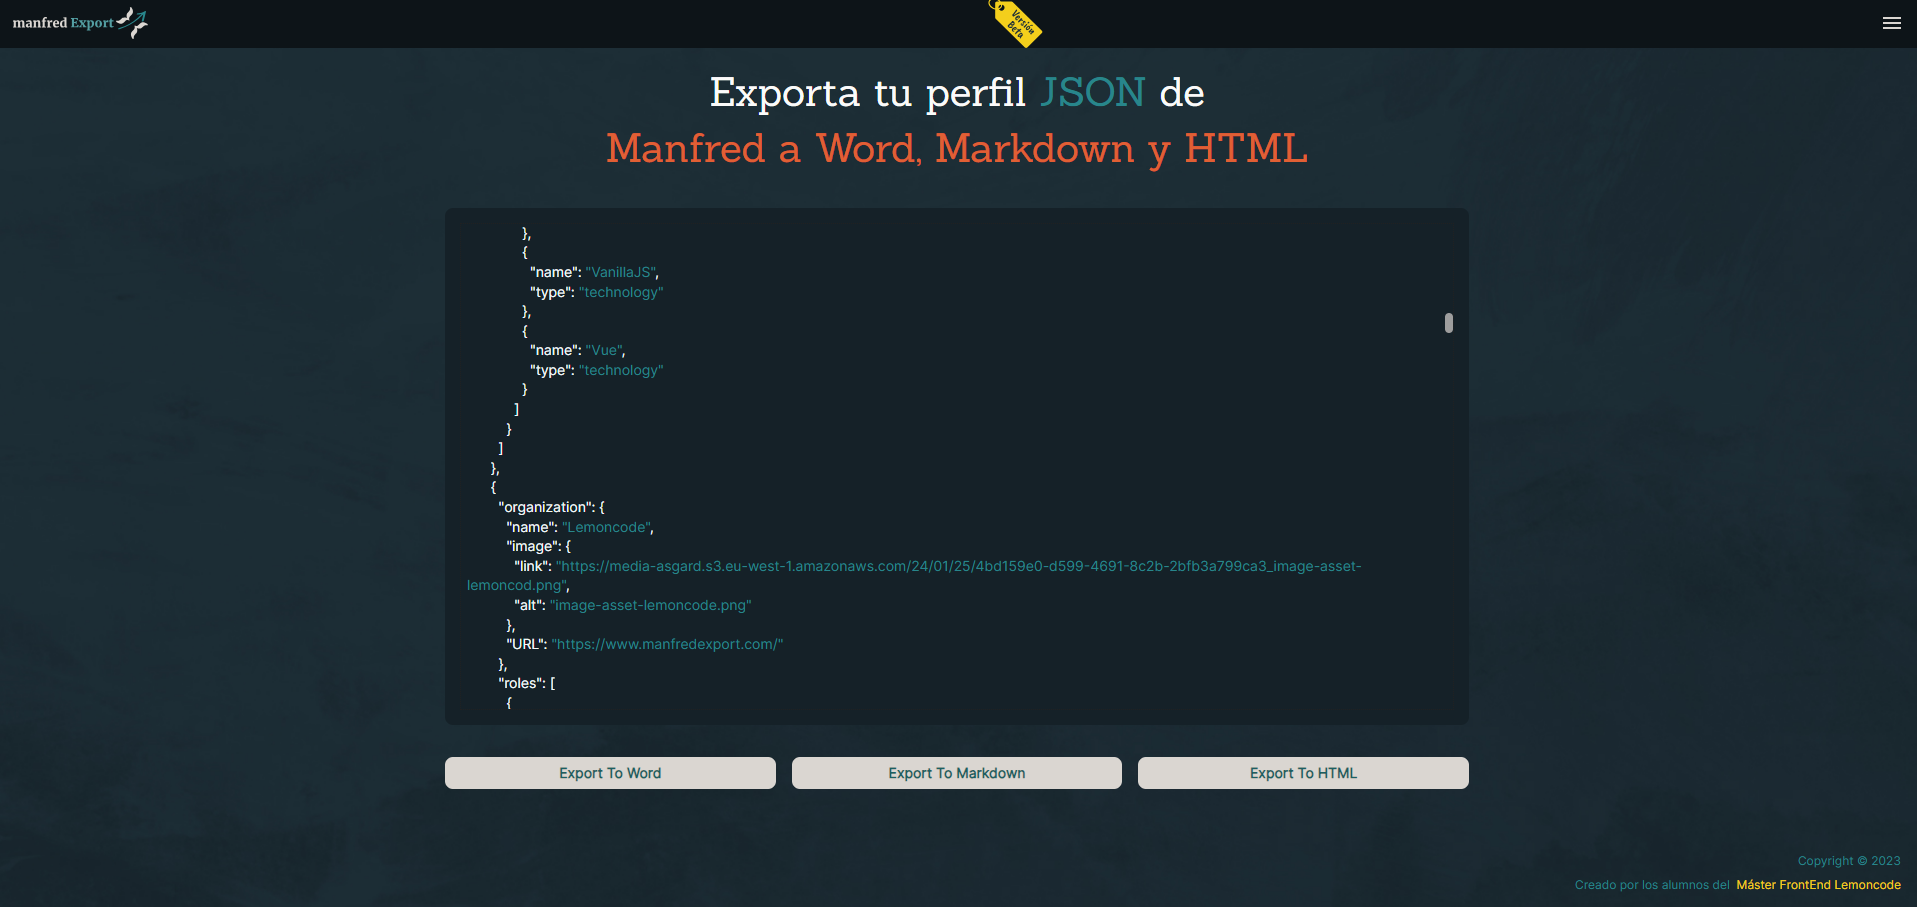 manfred Export
Versión
Beta
Exporta tu perfil JSON de
Manfred a Word, Markdown y HTML
},
{
"name": "VanillaJS",
"type": "technology"
},
{
"name": "Vue",
"type": "technology"
}
]
}
]
},
{
"organization": {
"name": "Lemoncode",
"image": {
"link": "https://media-asgard.s3.eu-west-1.amazonaws.com/24/01/25/4bd159e0-d599-4691-8c2b-2bfb3a799ca3_image-asset-
lemoncod.png",
"alt": "image-asset-lemoncode.png"
},
"URL": "https://www.manfredexport.com/"
},
"roles": [
{
Export To Word
Export To Markdown
Export To HTML
Copyright © 2023
Creado por los alumnos del Máster FrontEnd Lemoncode